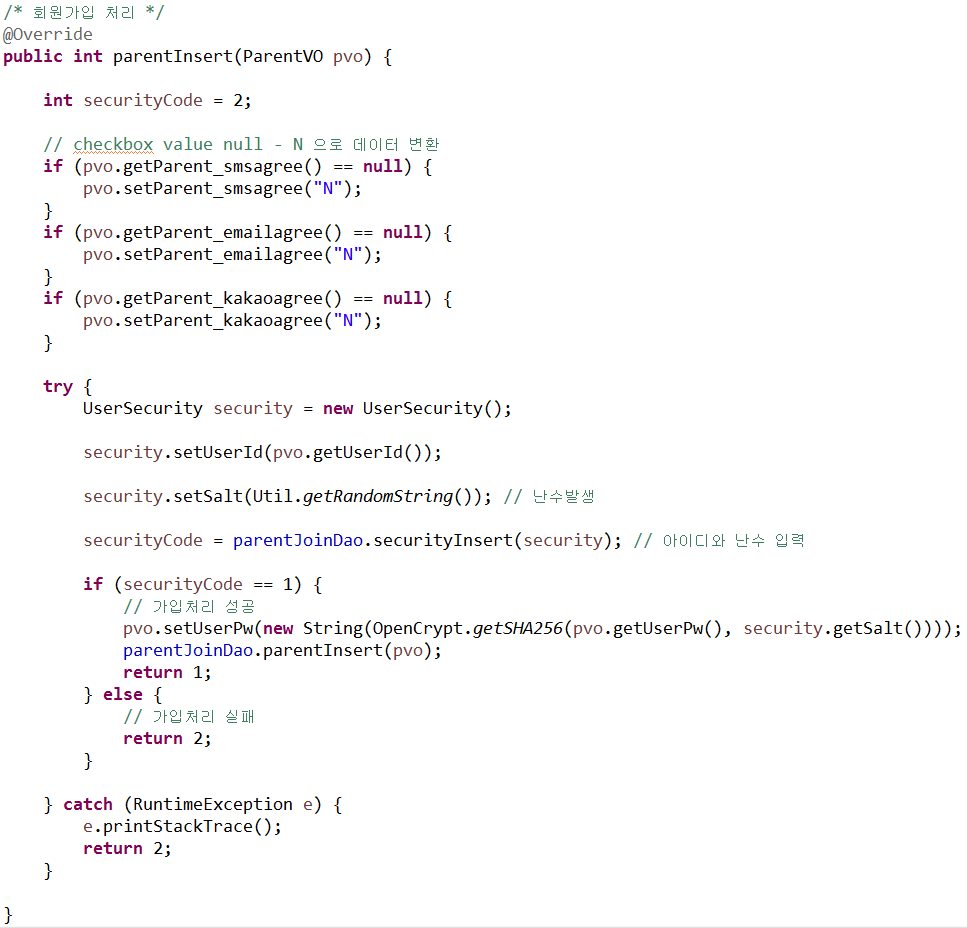 /* 회원가입 처리 */
@Override
public int parentInsert(ParentVO pvo) {
int securityCode = 2;
// checkbox value null - N 으로 데이터 변환
if (pvo.getParent_smsagree() == null) {
pvo.setParent_smsagree("N");
}
if (pvo.getParent_emailagree() == null) {
pvo.setParent_emailagree("N");
}
if (pvo.getParent_kakaoagree() == null) {
pvo.setParent_kakaoagree("N");
}
try {
UserSecurity security = new UserSecurity();
security.setUserId(pvo.getUserId());
security.setSalt(Util.getRandomString()); // 난수발생
securityCode = parentJoinDao.securityInsert(security); // 아이디와 난수 입력
if (securityCode == 1) {
// 가입처리 성공
pvo.setUserPw(new String(OpenCrypt.getSHA256(pvo.getUserPw(), security.getSalt())));
parentJoinDao.parentInsert(pvo);
return 1;
} else {
// 가입처리 실패
return 2;
}
} catch (RuntimeException e) {
e.printStackTrace();
return 2;
}
}